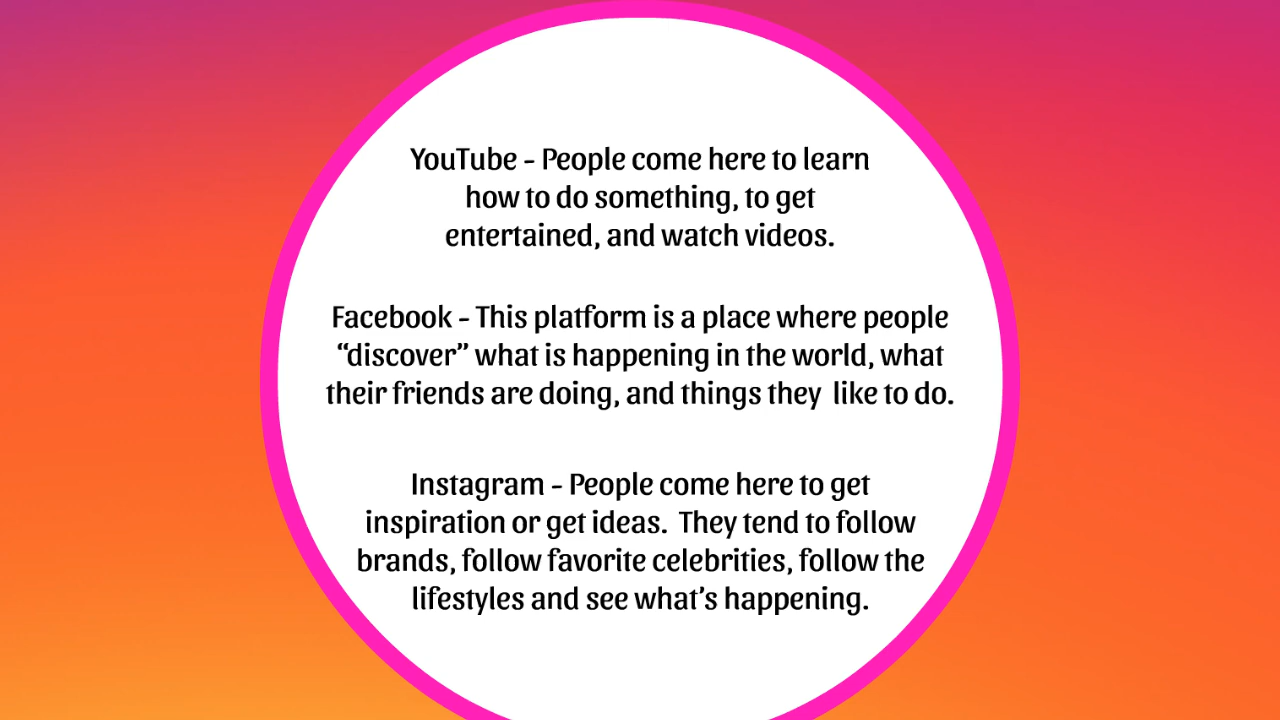 YouTube - People come here to learn
how to do something, to get
entertained, and watch videos.
Facebook - This platform is a place where people
“discover” what is happening in the world, what
their friends are doing, and things they  like to do.
Instagram - People come here to get
inspiration or get ideas.  They tend to follow
brands, follow favorite celebrities, follow the
lifestyles and see what’s happening.